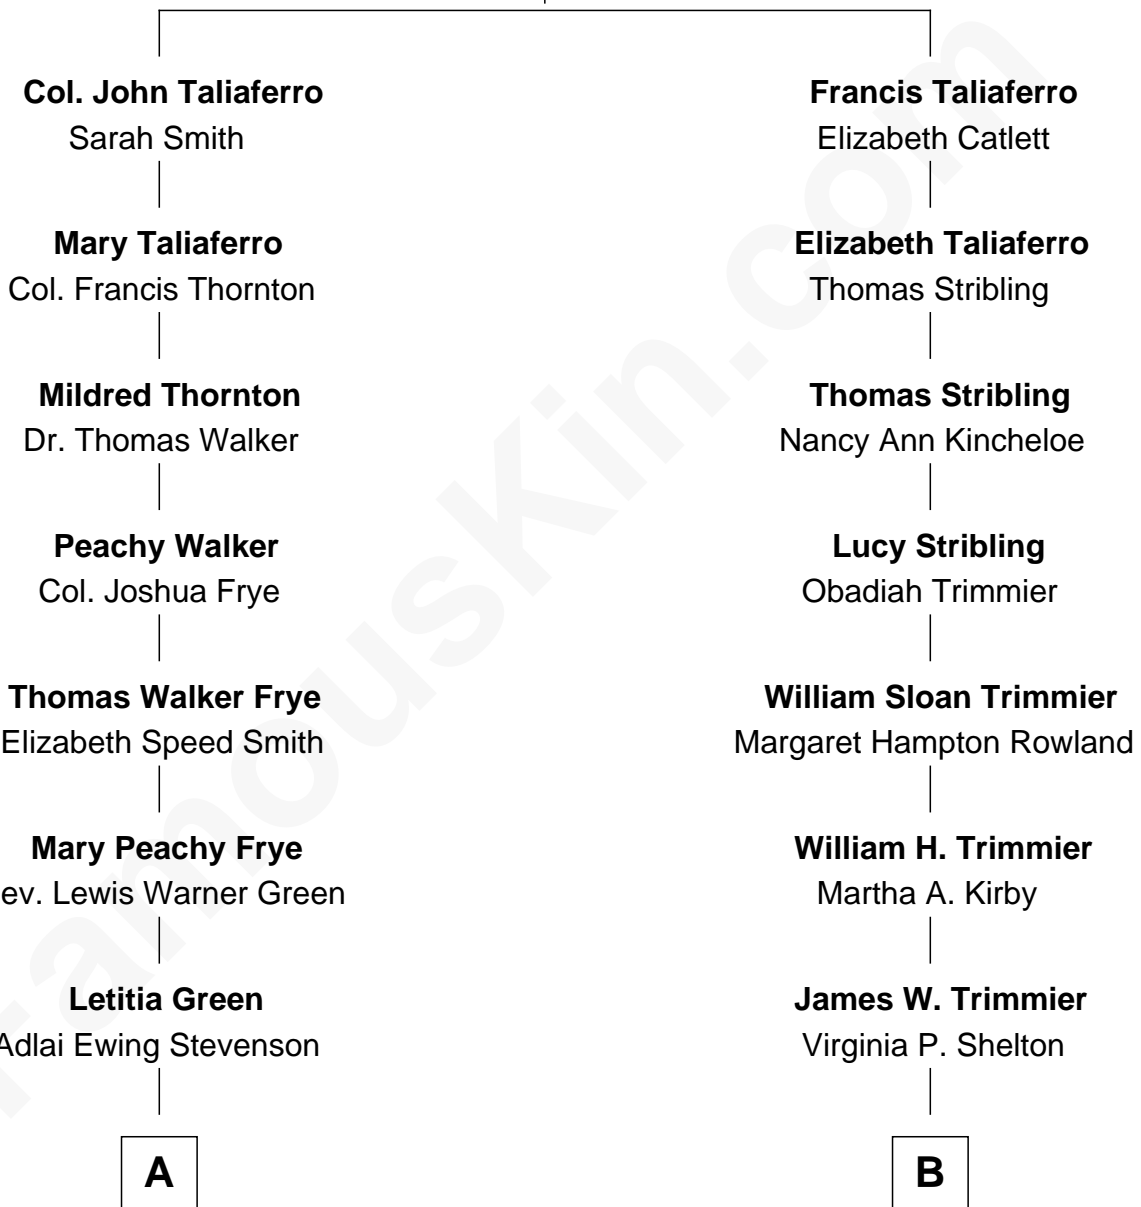 Col. John Taliaferro
Sarah Smith
Mary Taliaferro
Col. Francis Thornton
Mildred Thornton
Dr. Thomas Walker
Peachy Walker
Col. Joshua Frye
Thomas Walker Frye
Elizabeth Speed Smith
Mary Peachy Frye
ev. Lewis Warner Green
Letitia Green
Adlai Ewing Stevenson
A
Francis Taliaferro
Elizabeth Catlett
Elizabeth Taliaferro
Thomas Stribling
Thomas Stribling
Nancy Ann Kincheloe
Lucy Stribling
Obadiah Trimmier
William Sloan Trimmier
Margaret Hampton Rowland
William H. Trimmier
Martha A. Kirby
James W. Trimmier
Virginia P. Shelton
B
FamousKin.com